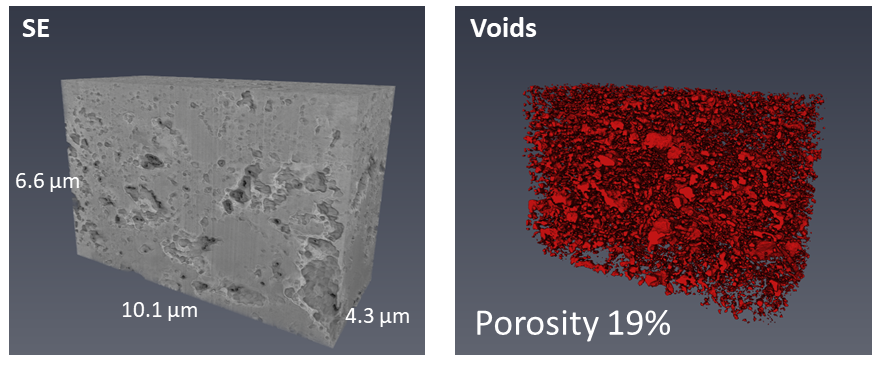 SE
6.6 µm
10.1 µm
4.3 µm
Voids
Porosity 19%